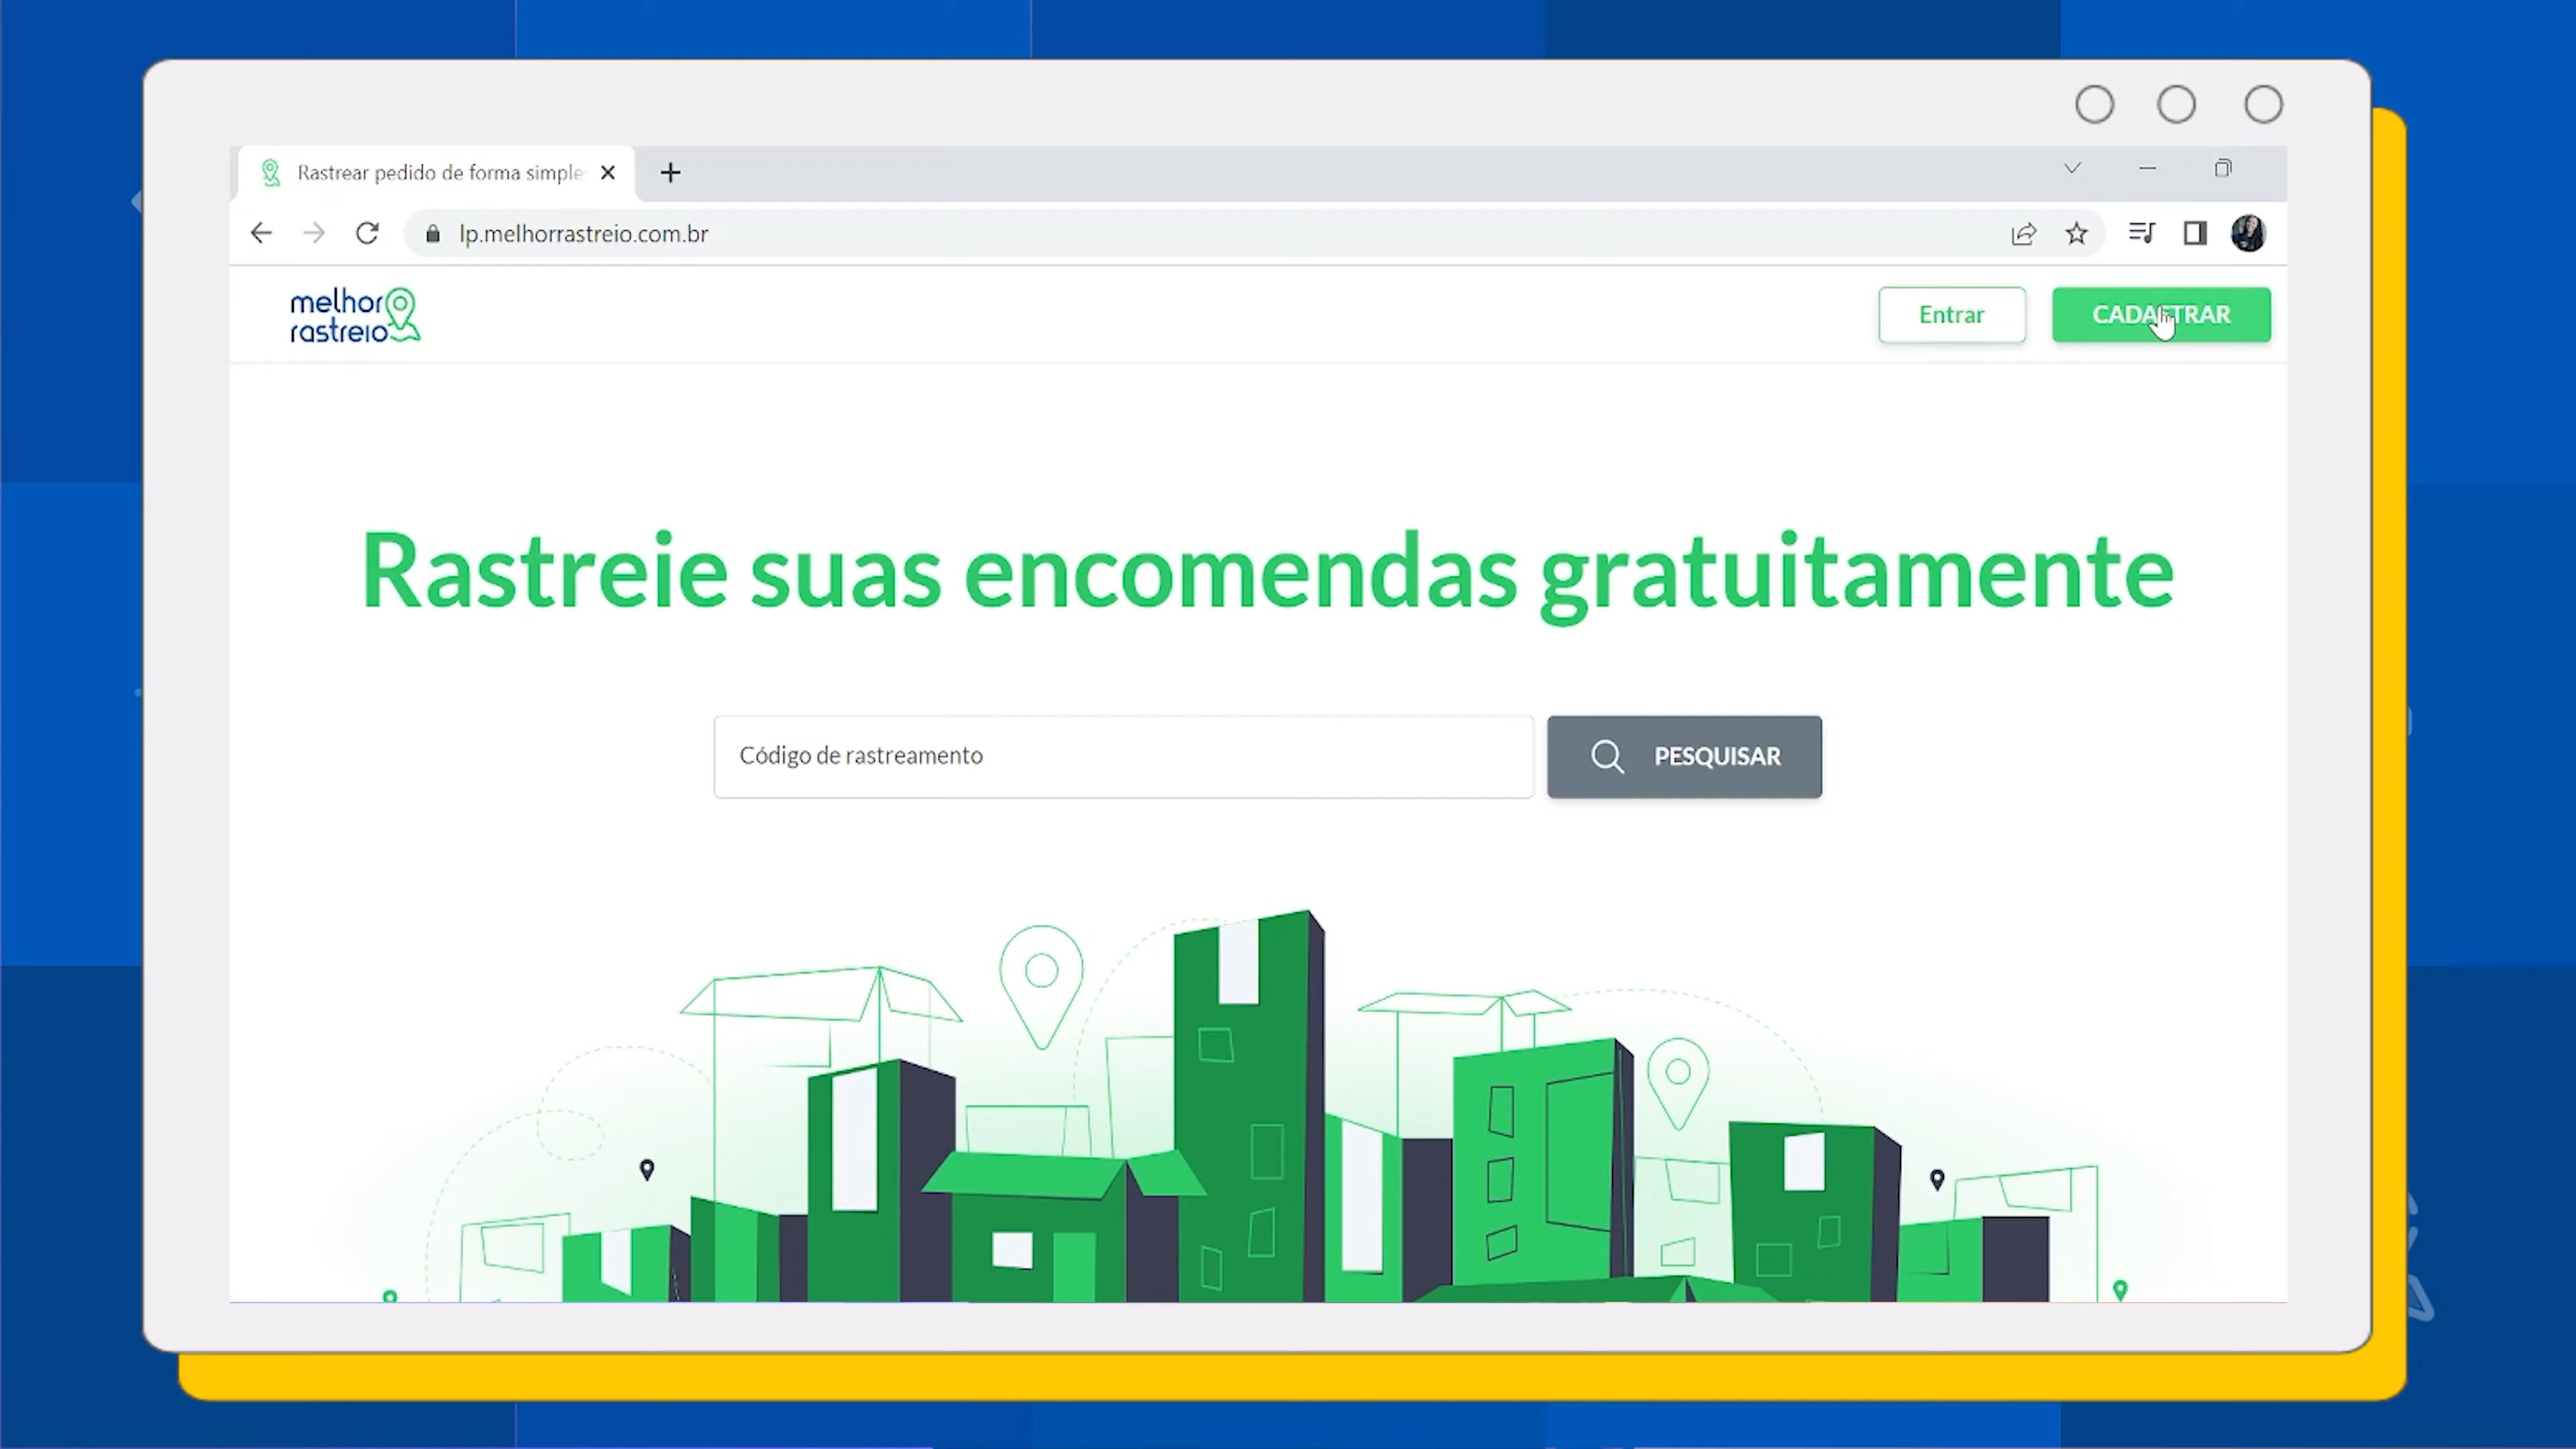 Rastrear pedido de forma simple
lp.melhorrastreio.com.br
melhor
rastreio
Entrar
CADASTRAR
Rastreie suas encomendas gratuitamente
Código de rastreamento
PESQUISAR